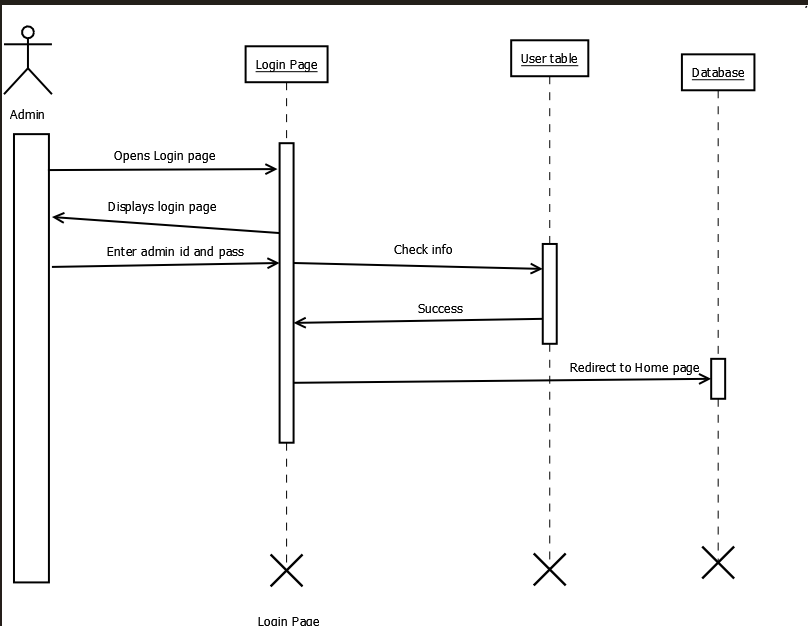 Login Page
User table
Database
Admin
Opens Login page
Displays login page
Enter admin id and pass
Check info
Success
Redirect to Home page
Login Page